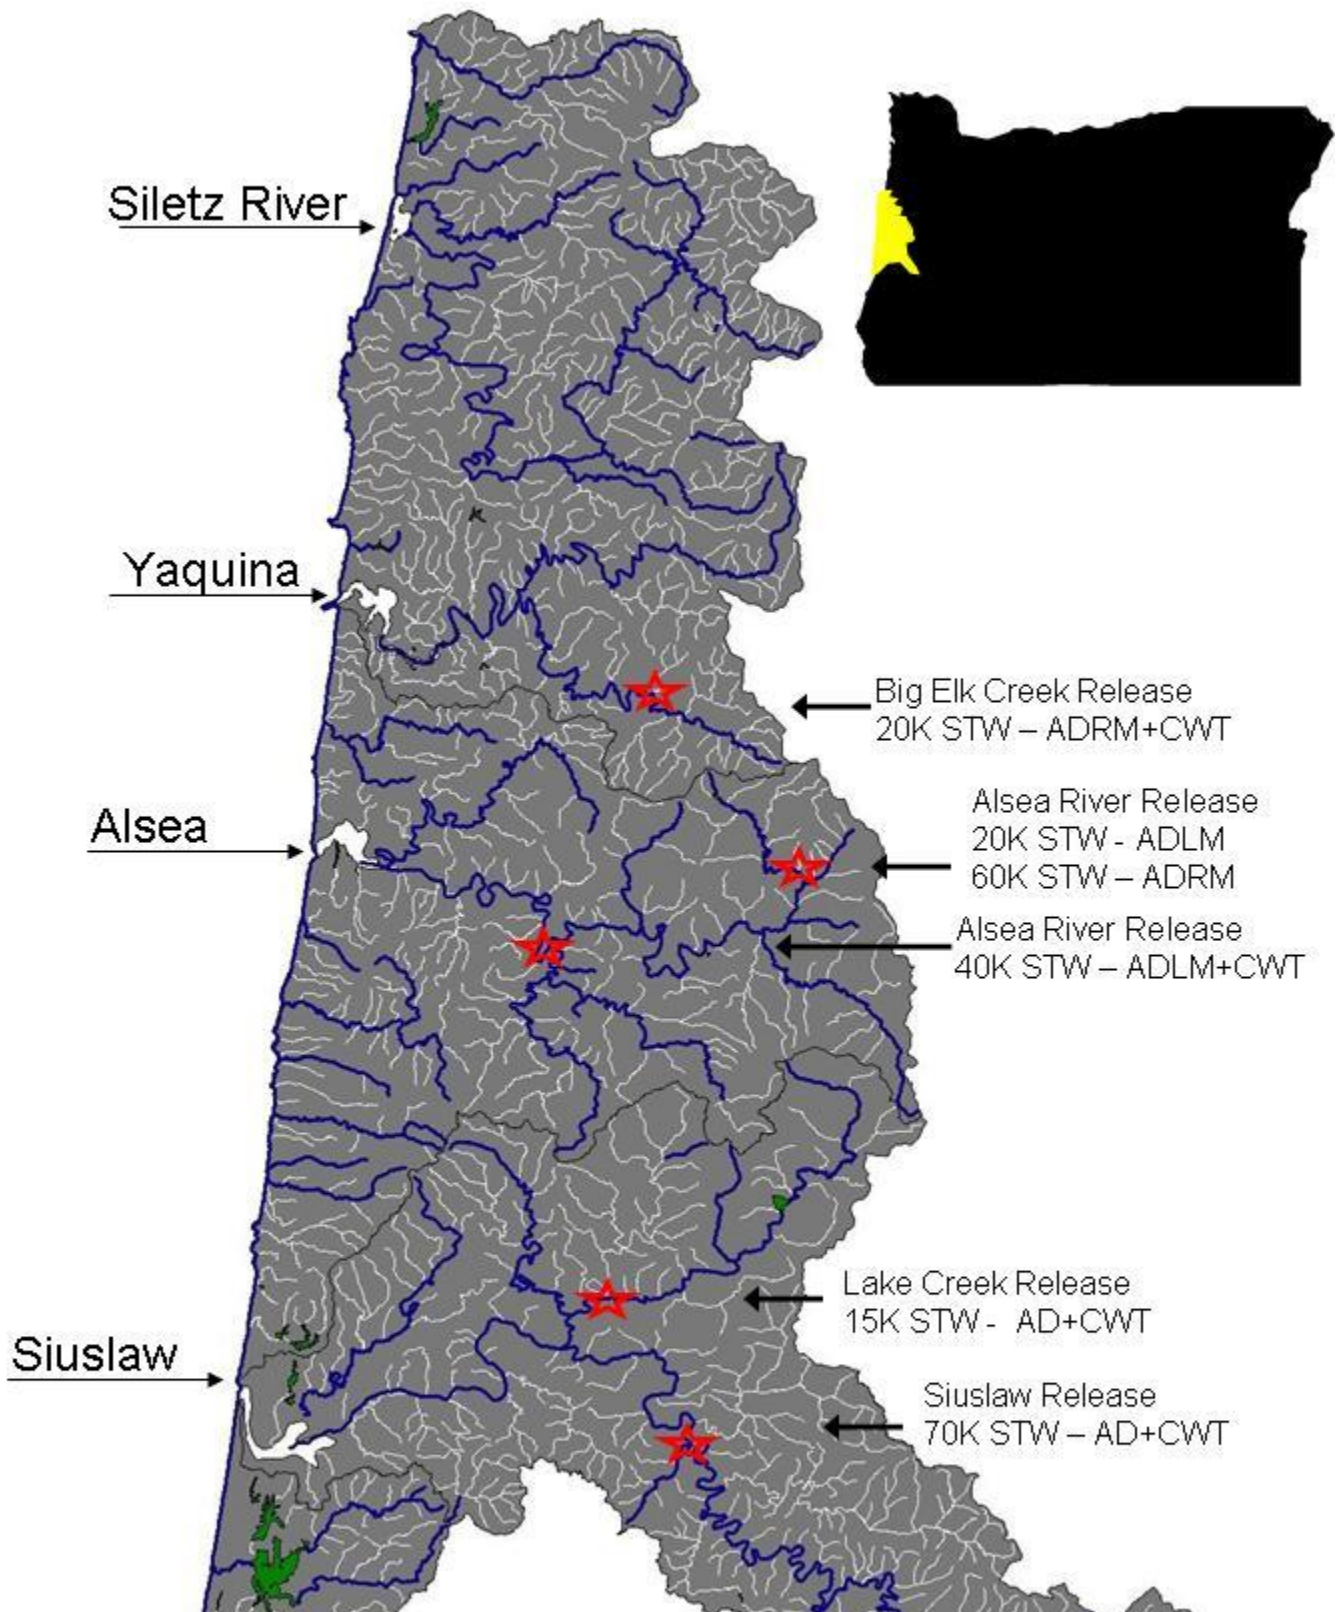 Siletz River
Yaquina
Big Elk Creek Release
20K STW – ADRM+CWT
Alsea River Release
20K STW - ADLM
60K STW – ADRM
Alsea
Alsea River Release
40K STW – ADLM+CWT
Lake Creek Release
15K STW - AD+CWT
Siuslaw
Siuslaw Release
70K STW – AD+CWT